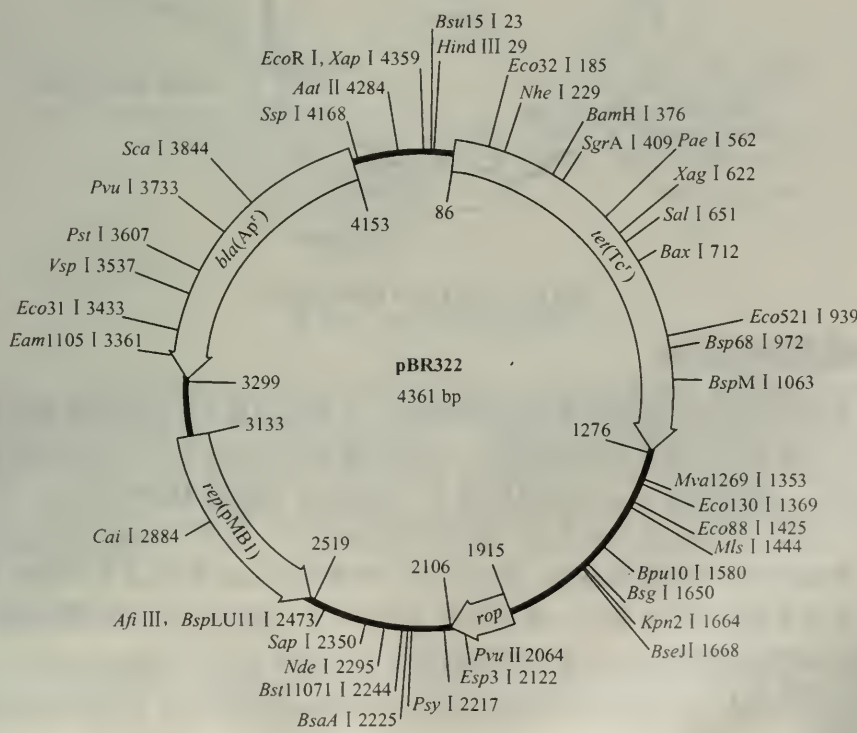 Bsu15 Ⅰ 23
Hind Ⅲ 29
EcoR Ⅰ, Xap Ⅰ 4359
Aat Ⅱ 4284
Ssp Ⅰ 4168
Eco32 Ⅰ 185
Nhe Ⅰ 229
BamH Ⅰ 376
SgrA Ⅰ 409
Pae Ⅰ 562
Xag Ⅰ 622
Sal Ⅰ 651
Bax Ⅰ 712
Eco521 Ⅰ 939
Bsp68 Ⅰ 972
BspM Ⅰ 1063
Sca Ⅰ 3844
Pvu Ⅰ 3733
Pst Ⅰ 3607
Vsp Ⅰ 3537
Eco31 Ⅰ 3433
Eam1105 Ⅰ 3361
bla(Apʳ)
4153
86
tet(Tcʳ)
pBR322
4361 bp
3299
3133
1276
rep(pMB1)
Cai Ⅰ 2884
2519
2106
1915
rop
Mva1269 Ⅰ 1353
Eco130 Ⅰ 1369
Eco88 Ⅰ 1425
Mls Ⅰ 1444
Bpu10 Ⅰ 1580
Bsg Ⅰ 1650
Kpn2 Ⅰ 1664
BseJ Ⅰ 1668
Afi Ⅲ, BspLU11 Ⅰ 2473
Sap Ⅰ 2350
Nde Ⅰ 2295
Bst11071 Ⅰ 2244
BsaA Ⅰ 2225
Psy Ⅰ 2217
Esp3 Ⅰ 2122
Pvu Ⅱ 2064